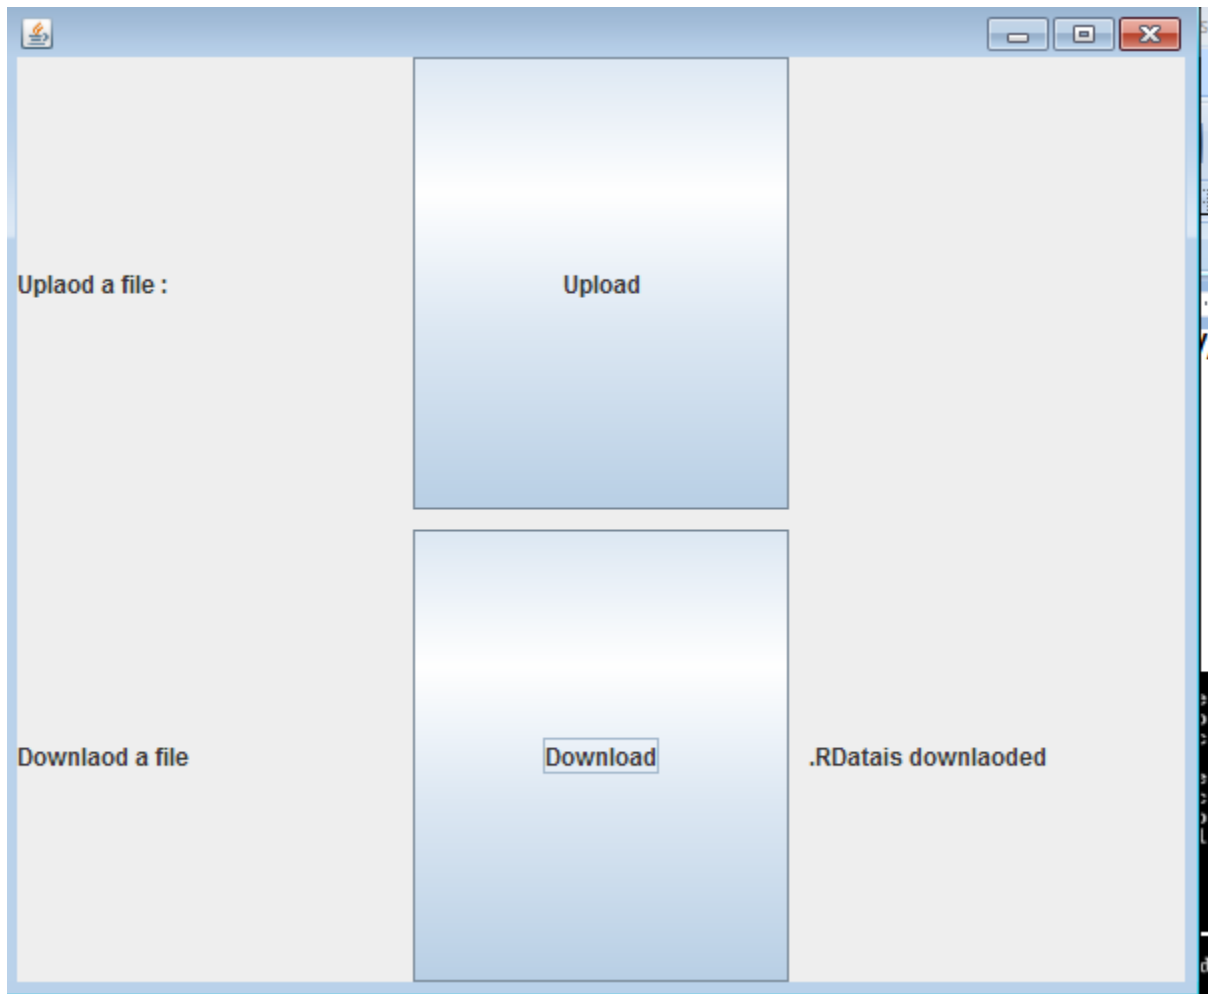 Uplaod a file :
Upload
Downlaod a file
Download
.RDatais downlaoded